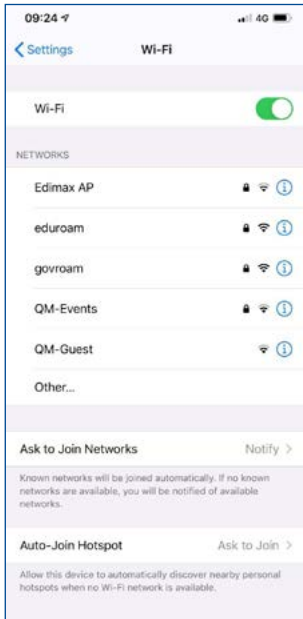 09:24 4G
Settings Wi-Fi
Wi-Fi
NETWORKS
Edimax AP
eduroam
govroam
QM-Events
QM-Guest
Other...
Ask to Join Networks Notify
Known networks will be joined automatically. If no known
networks are available, you will be notified of available
networks.
Auto-Join Hotspot Ask to Join
Allow this device to automatically discover nearby personal
hotspots when no Wi-Fi network is available.